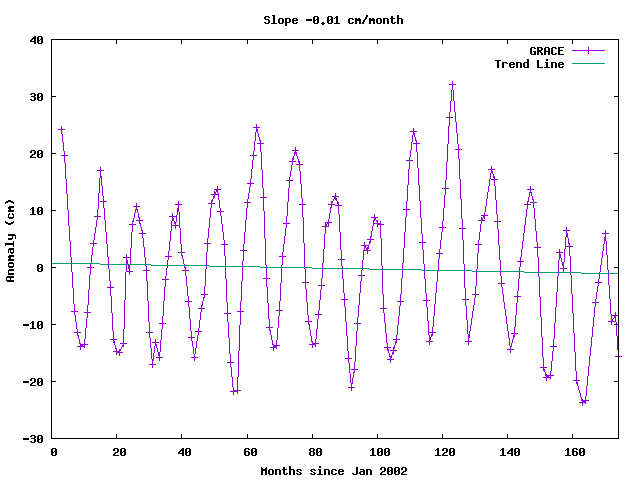 Slope -0.01 cm/month
GRACE
Trend Line
40
30
20
10
0
-10
-20
-30
Anomaly (cm)
0 20 40 60 80 100 120 140 160
Months since Jan 2002